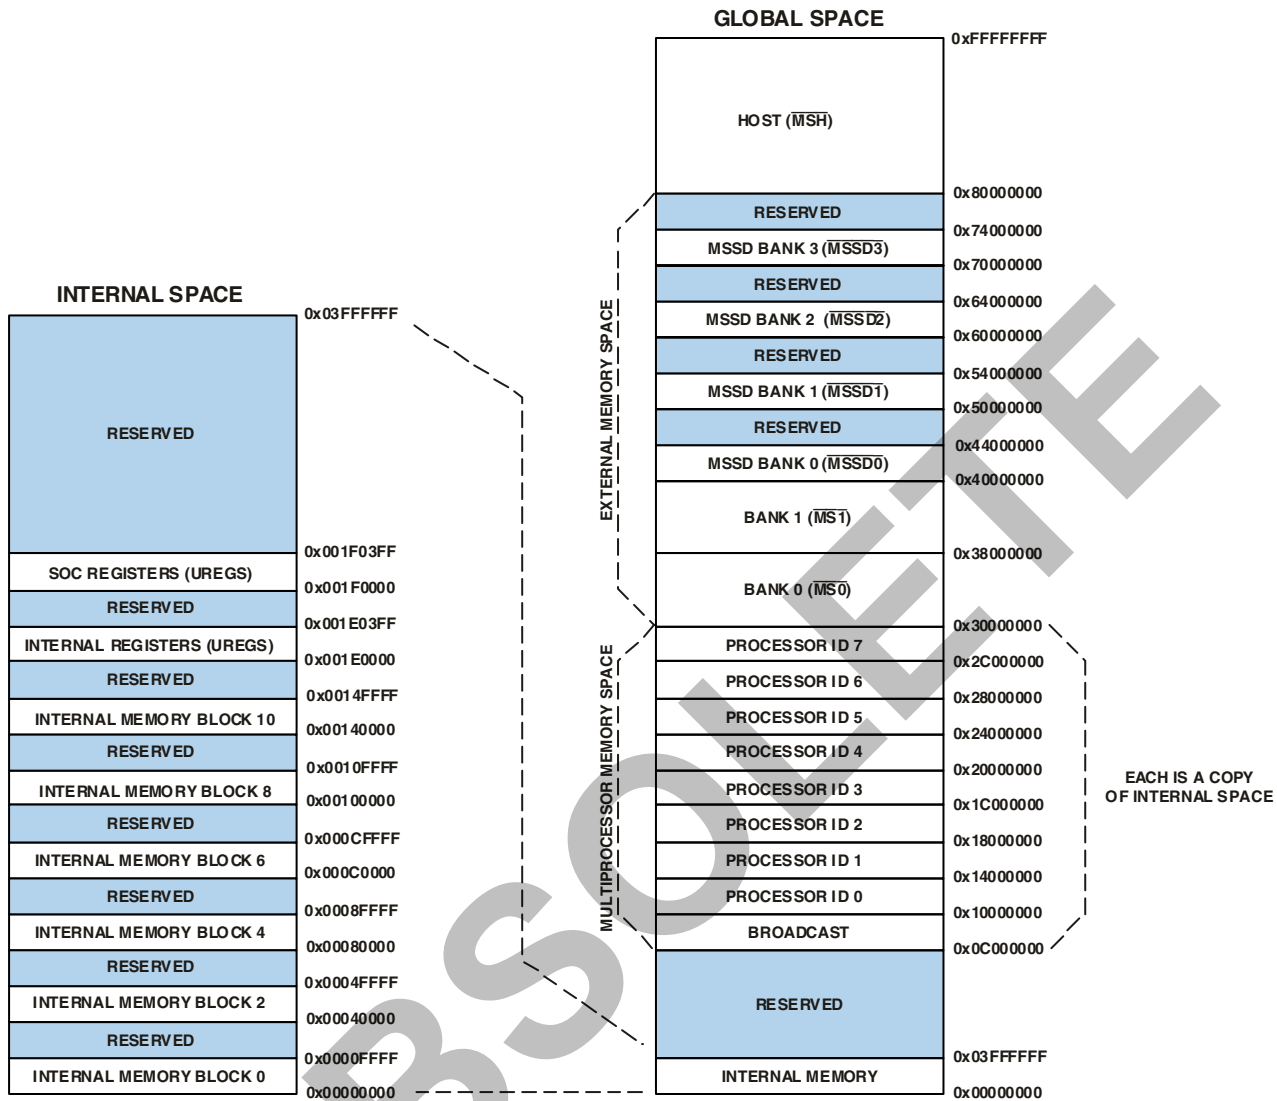 GLOBAL SPACE
0xFFFFFFFF
HOST (MSH)
0x80000000
RESERVED
0x74000000
MSSD BANK 3 (MSSD3)
0x70000000
RESERVED
0x64000000
MSSD BANK 2 (MSSD2)
0x60000000
RESERVED
0x54000000
MSSD BANK 1 (MSSD1)
0x50000000
RESERVED
0x44000000
MSSD BANK 0 (MSSD0)
0x40000000
BANK 1 (MS1)
0x38000000
BANK 0 (MS0)
0x30000000
PROCESSOR ID 7
0x2C000000
PROCESSOR ID 6
0x28000000
PROCESSOR ID 5
0x24000000
PROCESSOR ID 4
0x20000000
PROCESSOR ID 3
0x1C000000
PROCESSOR ID 2
0x18000000
PROCESSOR ID 1
0x14000000
PROCESSOR ID 0
0x10000000
BROADCAST
0x0C000000
RESERVED
0x03FFFFFF
INTERNAL MEMORY
0x00000000
EXTERNAL MEMORY SPACE
MULTIPROCESSOR MEMORY SPACE
EACH IS A COPY
OF INTERNAL SPACE
INTERNAL SPACE
0x03FFFFFF
RESERVED
0x001F03FF
SOC REGISTERS (UREGS)
0x001F0000
RESERVED
0x001E03FF
INTERNAL REGISTERS (UREGS)
0x001E0000
RESERVED
0x0014FFFF
INTERNAL MEMORY BLOCK 10
0x00140000
RESERVED
0x0010FFFF
INTERNAL MEMORY BLOCK 8
0x00100000
RESERVED
0x000CFFFF
INTERNAL MEMORY BLOCK 6
0x000C0000
RESERVED
0x0008FFFF
INTERNAL MEMORY BLOCK 4
0x00080000
RESERVED
0x0004FFFF
INTERNAL MEMORY BLOCK 2
0x00040000
RESERVED
0x0000FFFF
INTERNAL MEMORY BLOCK 0
0x00000000
BSOLETE